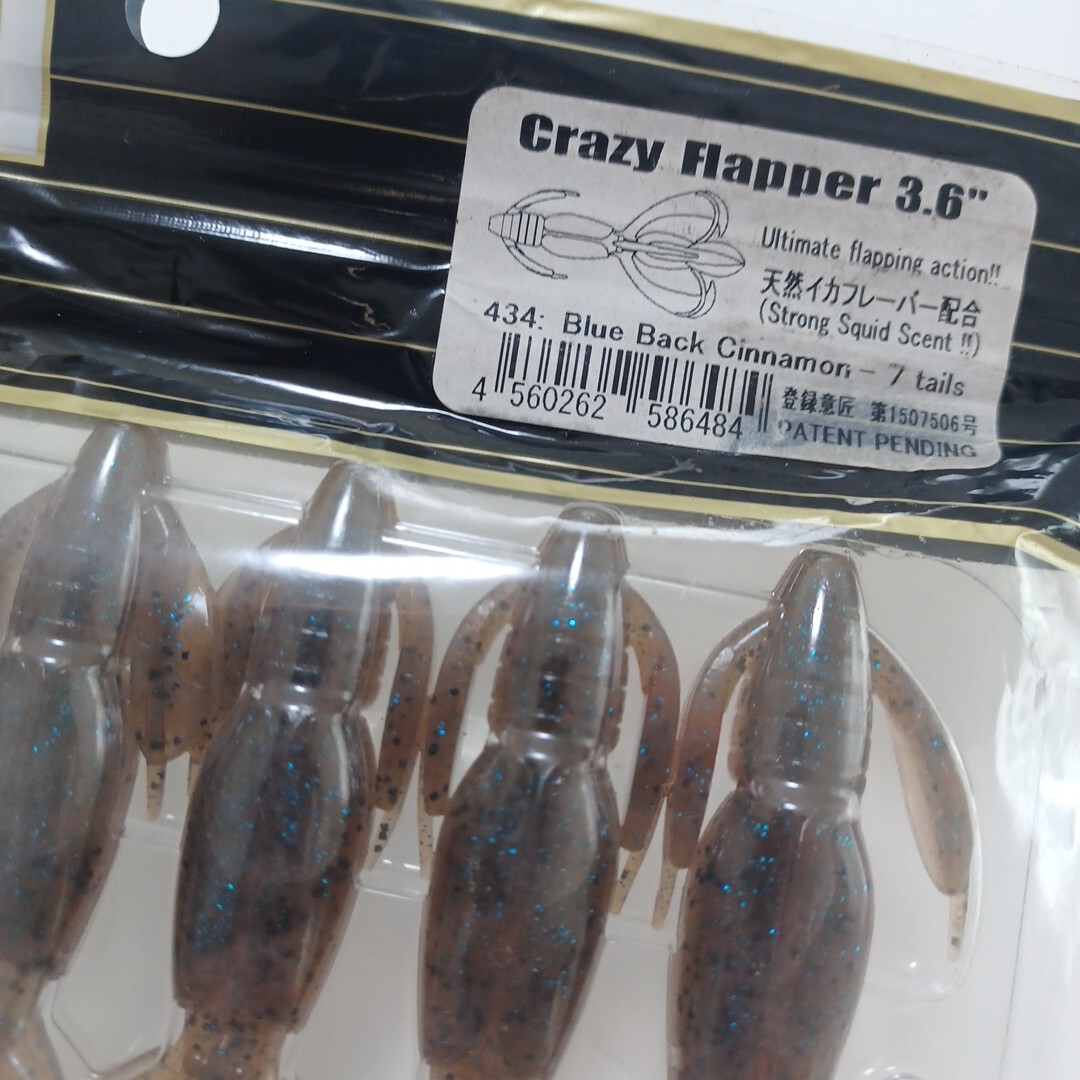 Crazy Flapper 3.6"
Ultimate flapping action!!
天然イカフレーバー配合
(Strong Squid Scent !!)
434: Blue Back Cinnamon - 7 tails
4 560262 586484
登録意匠 第1507506号
PATENT PENDING